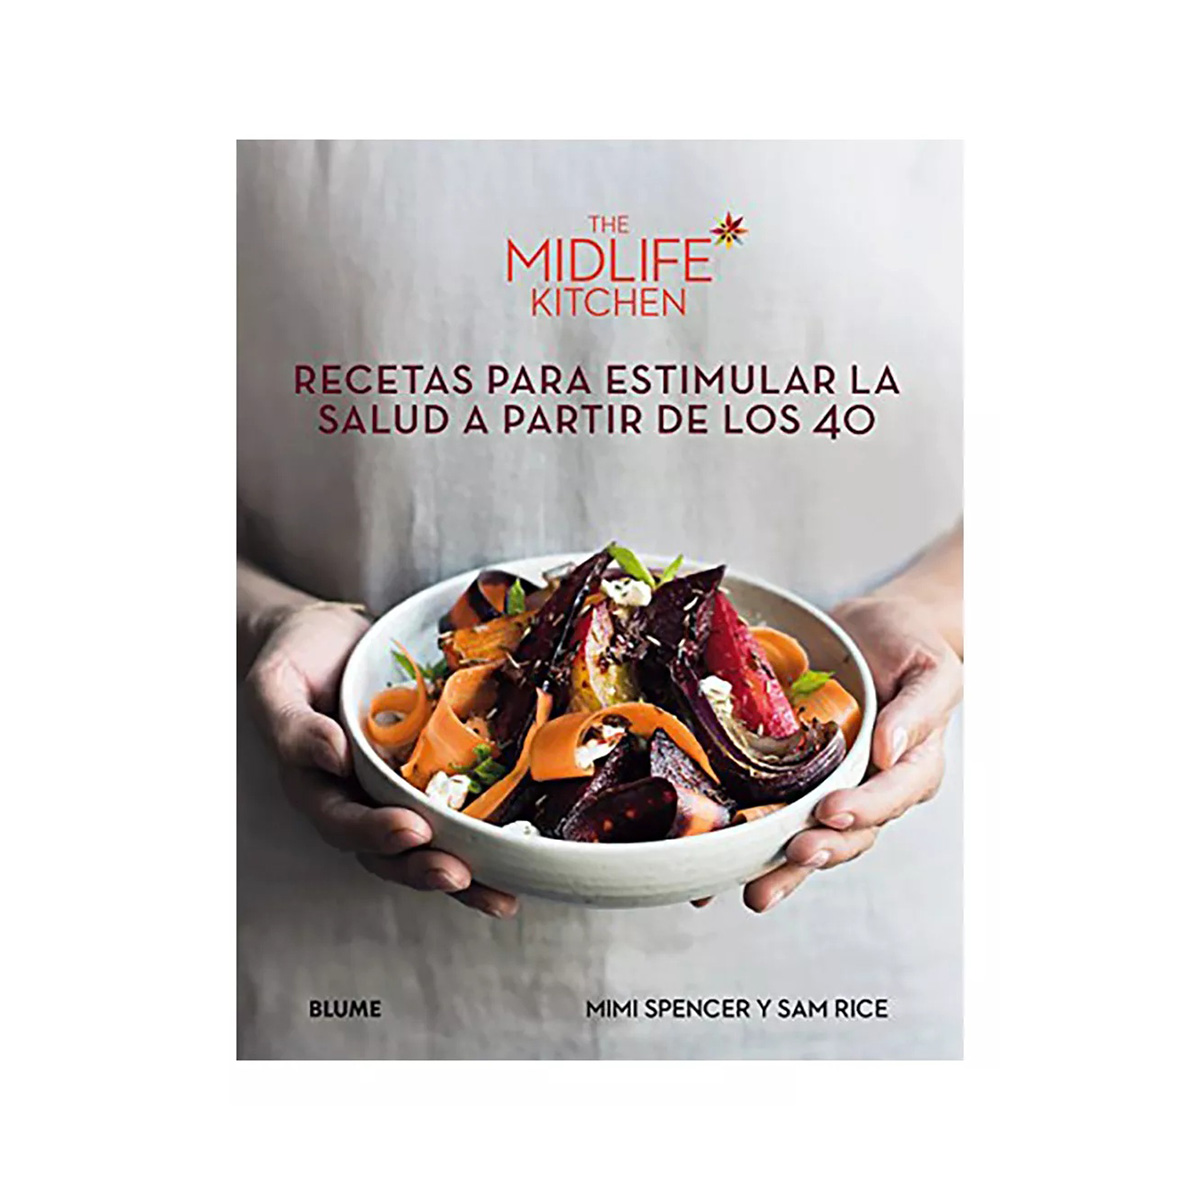 THE
MIDLIFE
KITCHEN
RECETAS PARA ESTIMULAR LA
SALUD A PARTIR DE LOS 40
BLUME
MIMI SPENCER Y SAM RICE